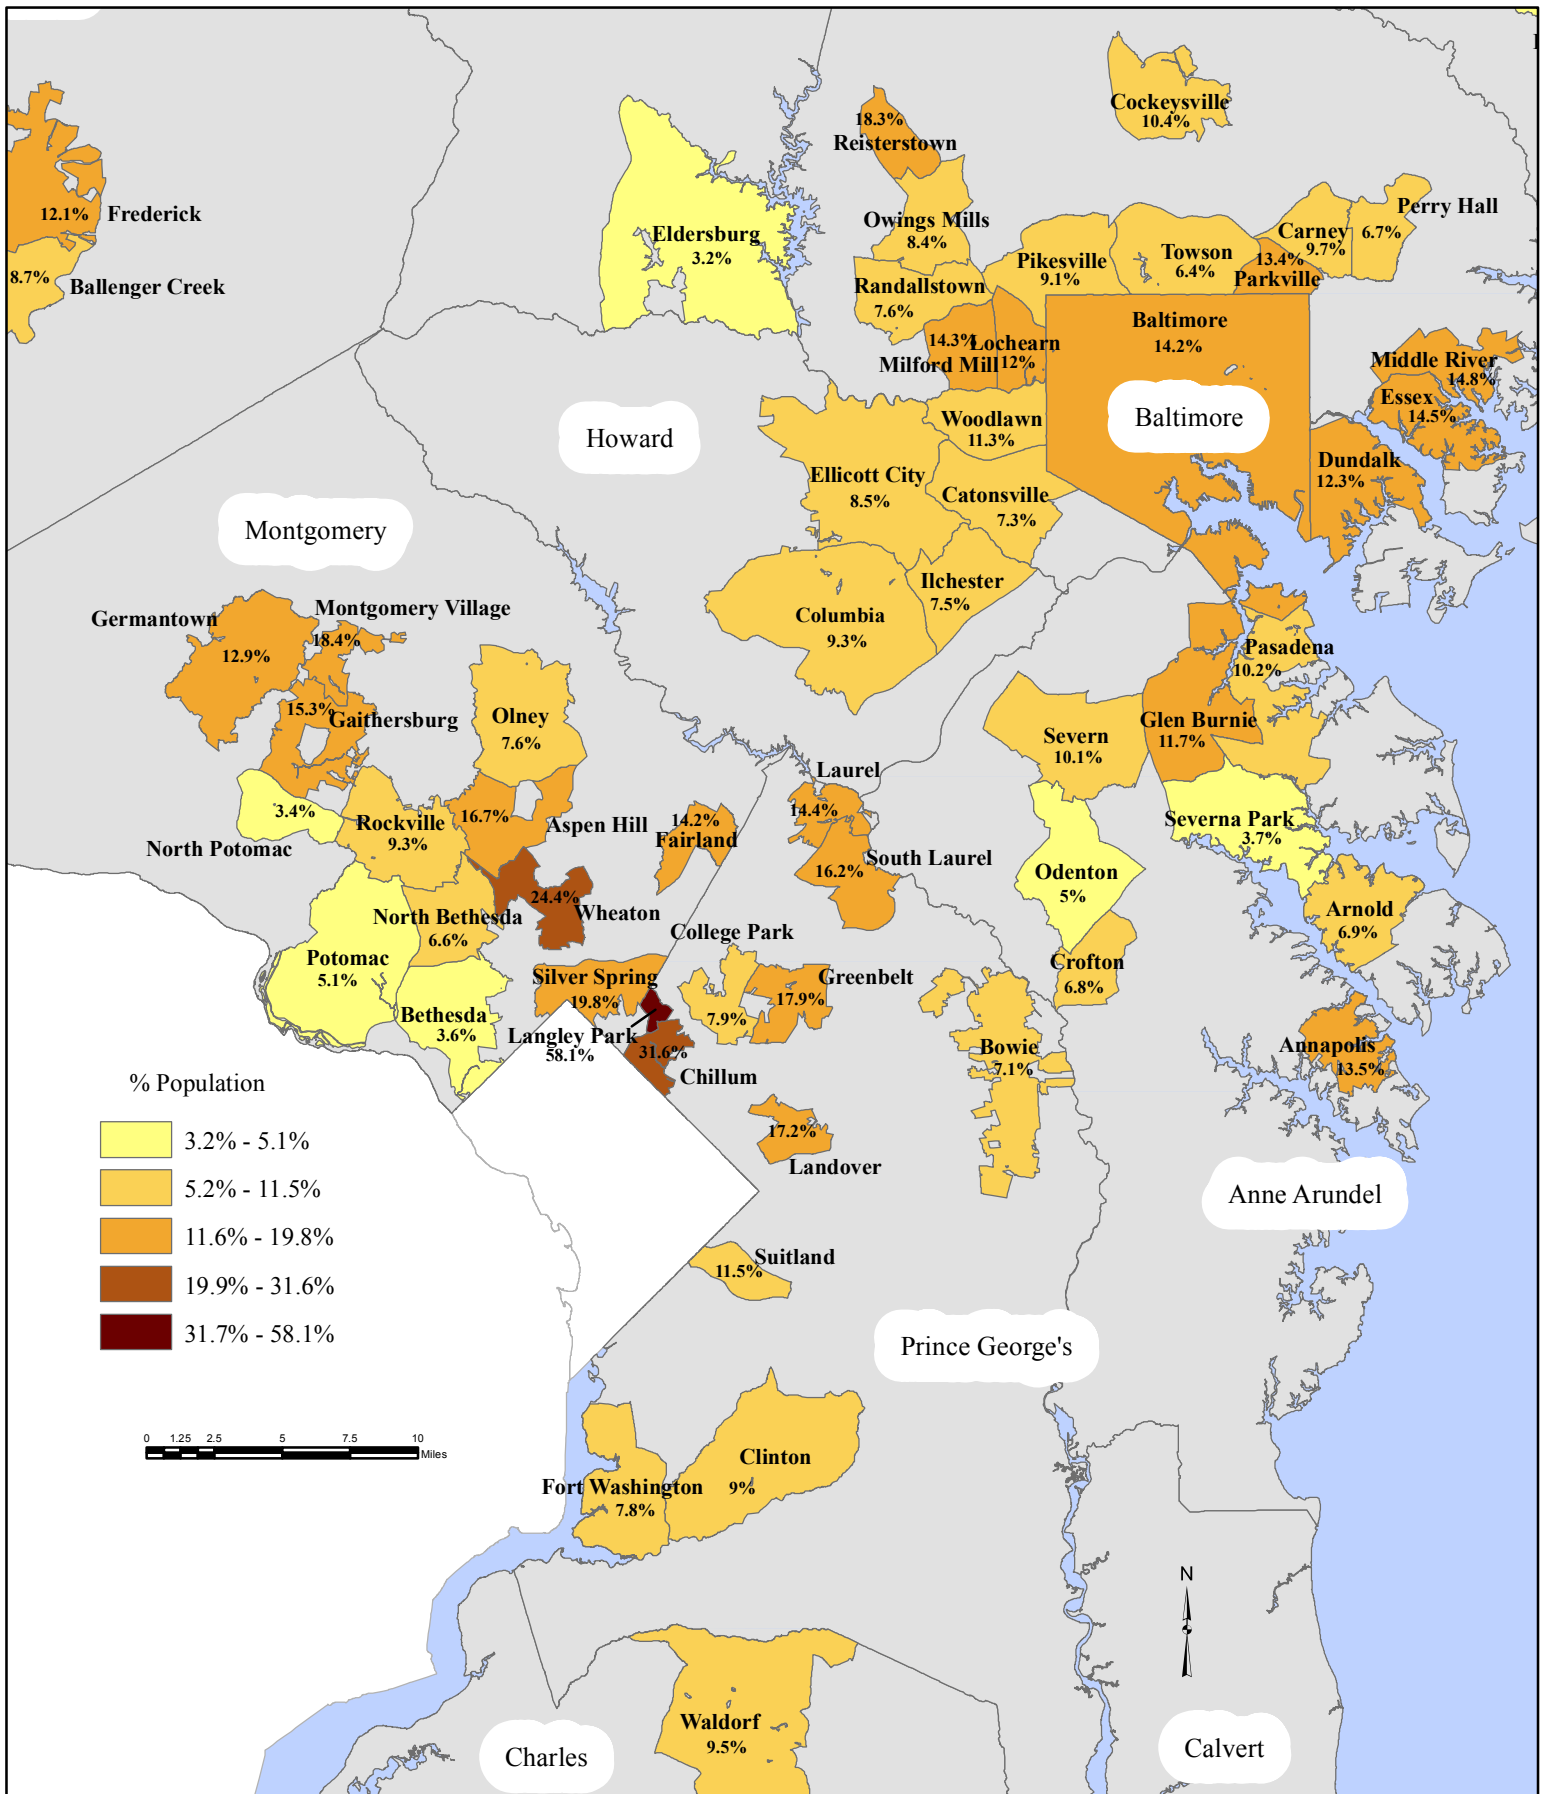 Cockeysville
10.4%
18.3%
Reisterstown
12.1%
Frederick
Owings Mills
8.4%
Perry Hall
6.7%
Carney
9.7%
Eldersburg
3.2%
Towson
6.4%
13.4%
Parkville
Pikesville
9.1%
8.7%
Ballenger Creek
Randallstown
7.6%
Baltimore
14.2%
14.3%
Milford Mill
Lochearn
12%
Middle River
14.8%
Essex
14.5%
Baltimore
Woodlawn
11.3%
Howard
Dundalk
12.3%
Ellicott City
8.5%
Catonsville
7.3%
Montgomery
Ilchester
7.5%
Columbia
9.3%
Germantown
12.9%
Montgomery Village
18.4%
Pasadena
10.2%
15.3%
Gaithersburg
Olney
7.6%
Glen Burnie
11.7%
Severn
10.1%
Laurel
14.4%
3.4%
North Potomac
Rockville
9.3%
16.7%
Aspen Hill
14.2%
Fairland
Severna Park
3.7%
16.2%
South Laurel
Odenton
5%
24.4%
Wheaton
North Bethesda
6.6%
College Park
7.9%
Arnold
6.9%
Potomac
5.1%
Crofton
6.8%
Silver Spring
19.8%
Greenbelt
17.9%
Bethesda
3.6%
Langley Park
58.1%
31.6%
Chillum
Bowie
7.1%
Annapolis
13.5%
17.2%
Landover
Anne Arundel
% Population
3.2% - 5.1%
5.2% - 11.5%
11.6% - 19.8%
19.9% - 31.6%
31.7% - 58.1%
Suitland
11.5%
Prince George's
0 1.25 2.5 5 7.5 10
Miles
Clinton
9%
Fort Washington
7.8%
N
Waldorf
9.5%
Charles
Calvert